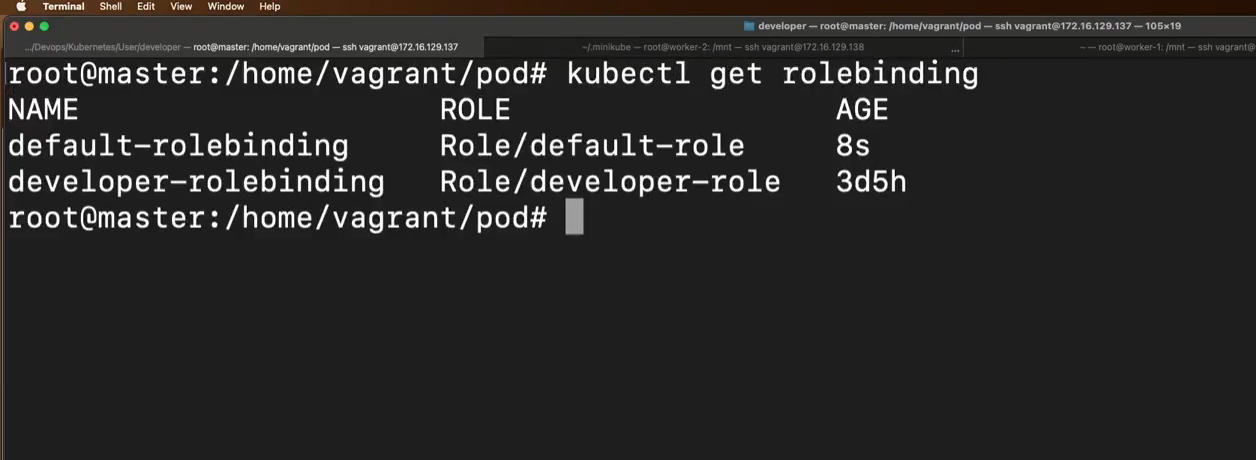 Terminal Shell Edit View Window Help
developer — root@master: /home/vagrant/pod — ssh vagrant@172.16.129.137 — 105×19
.../Devops/Kubernetes/User/developer — root@master: /home/vagrant/pod — ssh vagrant@172.16.129.137 ~/.minikube — root@worker-2: /mnt — ssh vagrant@172.16.129.138 ... ~ — root@worker-1: /mnt — ssh vagrant@
root@master:/home/vagrant/pod# kubectl get rolebinding
NAME ROLE AGE
default-rolebinding Role/default-role 8s
developer-rolebinding Role/developer-role 3d5h
root@master:/home/vagrant/pod#